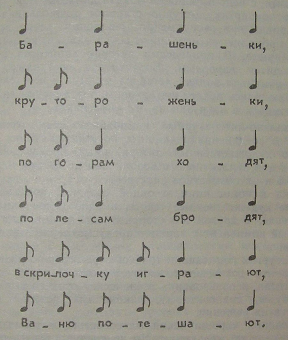 Ба - ра - шень - ки,
кру - то - ро - жень - ки,
по го - рам хо - дят,
по ле - сам бро - дят,
в скри - поч - ку иг - ра - ют,
Ва - ню по - те - ша - ют.